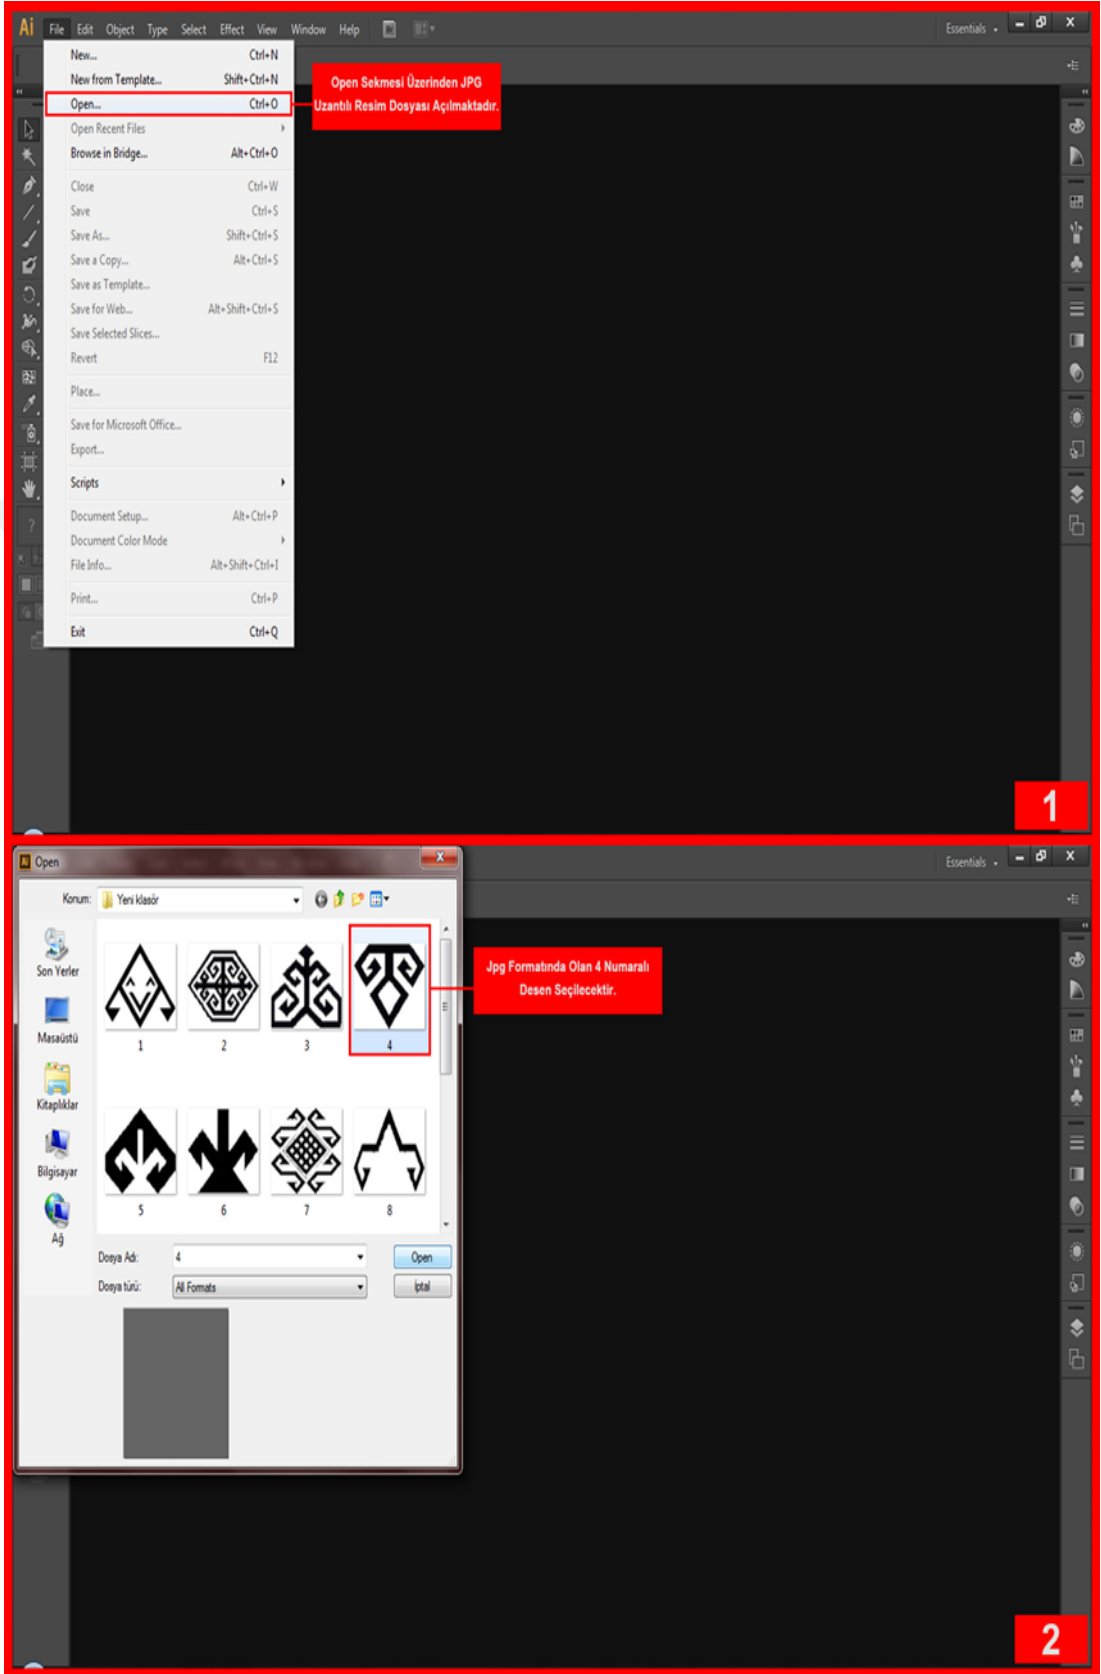 Ai File Edit Object Type Select Effect View Window Help
Essentials
New... Ctrl+N
New from Template... Shift+Ctrl+N
Open... Ctrl+O
Open Recent Files
Browse in Bridge... Alt+Ctrl+O
Close Ctrl+W
Save Ctrl+S
Save As... Shift+Ctrl+S
Save a Copy... Alt+Ctrl+S
Save as Template...
Save for Web... Alt+Shift+Ctrl+S
Save Selected Slices...
Revert F12
Place...
Save for Microsoft Office...
Export...
Scripts
Document Setup... Alt+Ctrl+P
Document Color Mode
File Info... Alt+Shift+Ctrl+I
Print... Ctrl+P
Exit Ctrl+Q
Open Sekmesi Üzerinden JPG
Uzantılı Resim Dosyası Açılmaktadır.
?
1
Ai Open
Essentials
Konum: Yeni klasör
Son Yerler
Masaüstü
Kitaplıklar
Bilgisayar
Ağ
1 2 3 4
5 6 7 8
Jpg Formatında Olan 4 Numaralı
Desen Seçilecektir.
Dosya Adı: 4 Open
Dosya türü: All Formats İptal
2